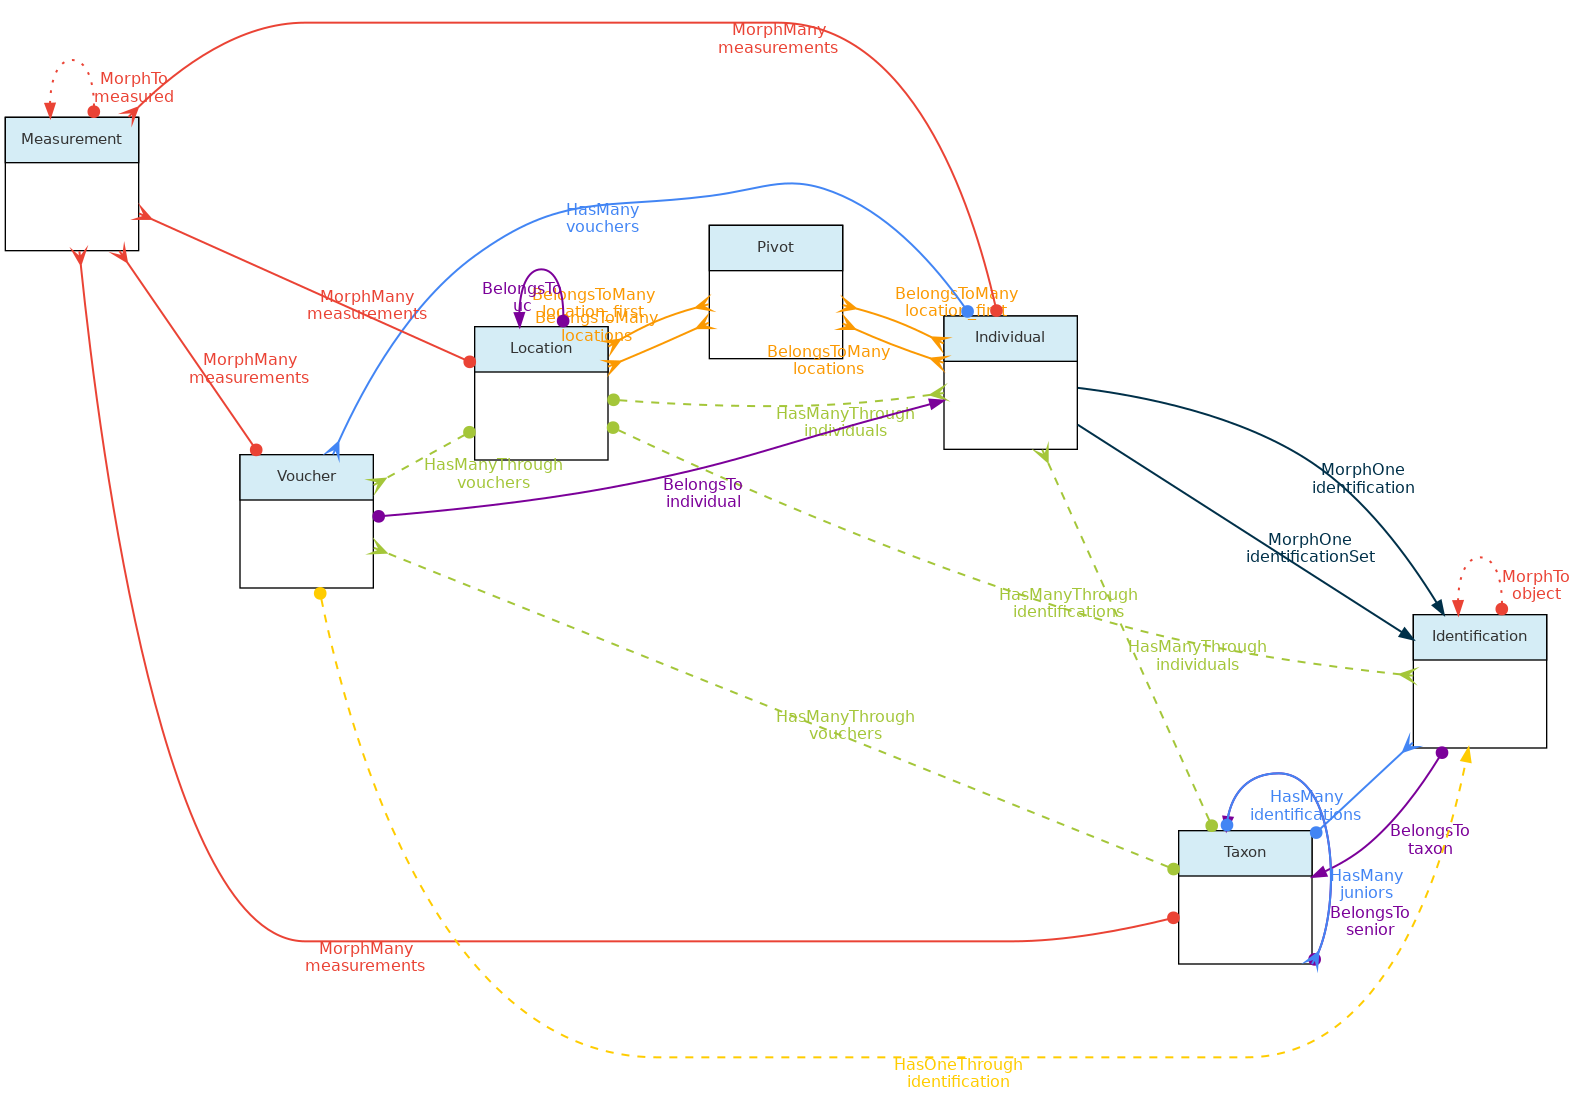 MorphMany
measurements
MorphTo
measured
Measurement
HasMany
vouchers
Pivot
BelongsTo
uc
BelongsToMany
location_first
BelongsToMany
locations
BelongsToMany
location_first
MorphMany
measurements
Location
Individual
BelongsToMany
locations
MorphMany
measurements
HasManyThrough
individuals
HasManyThrough
vouchers
Voucher
BelongsTo
individual
MorphOne
identification
MorphOne
identificationSet
MorphTo
object
HasManyThrough
identifications
Identification
HasManyThrough
individuals
HasManyThrough
vouchers
HasMany
identifications
BelongsTo
taxon
Taxon
HasMany
juniors
BelongsTo
senior
MorphMany
measurements
HasOneThrough
identification